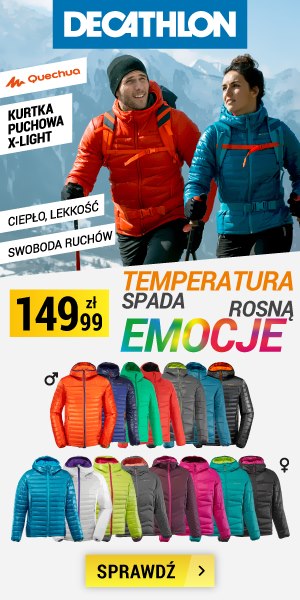 DECATHLON
Quechua
KURTKA
PUCHOWA
X-LIGHT
CIEPŁO, LEKKOŚĆ
SWOBODA RUCHÓW
149 zł 99
TEMPERATURA
SPADA
ROSNĄ
EMOCJE
♂
♀
SPRAWDŹ >